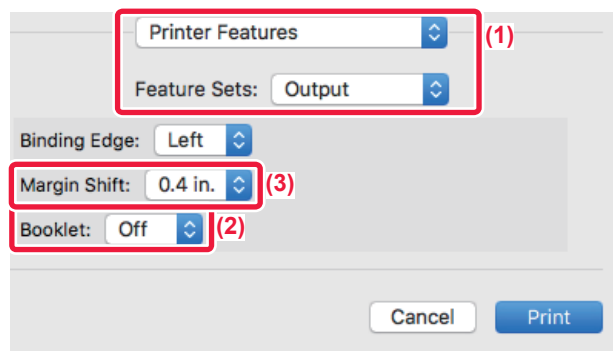 Printer Features (1)
Feature Sets: Output
Binding Edge: Left
Margin Shift: 0.4 in. (3)
Booklet: Off (2)
Cancel Print